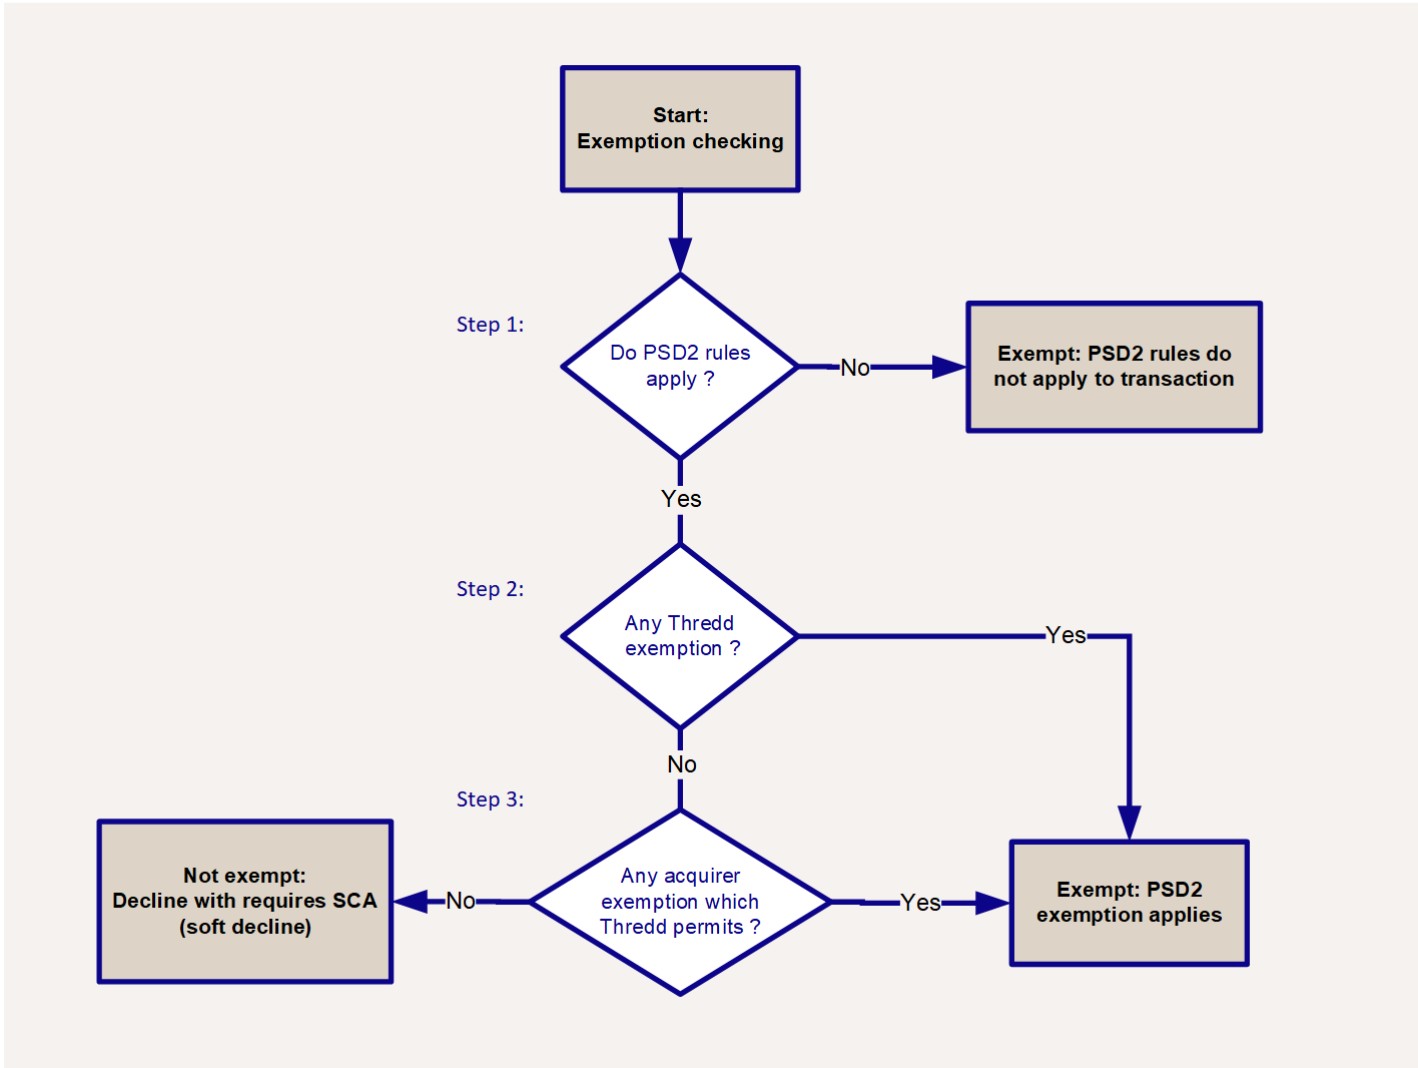 Start:
Exemption checking
Step 1:
Do PSD2 rules
apply ?
No
Exempt: PSD2 rules do
not apply to transaction
Yes
Step 2:
Any Thredd
exemption ?
Yes
No
Step 3:
Not exempt:
Decline with requires SCA
(soft decline)
No
Any acquirer
exemption which
Thredd permits ?
Yes
Exempt: PSD2
exemption applies